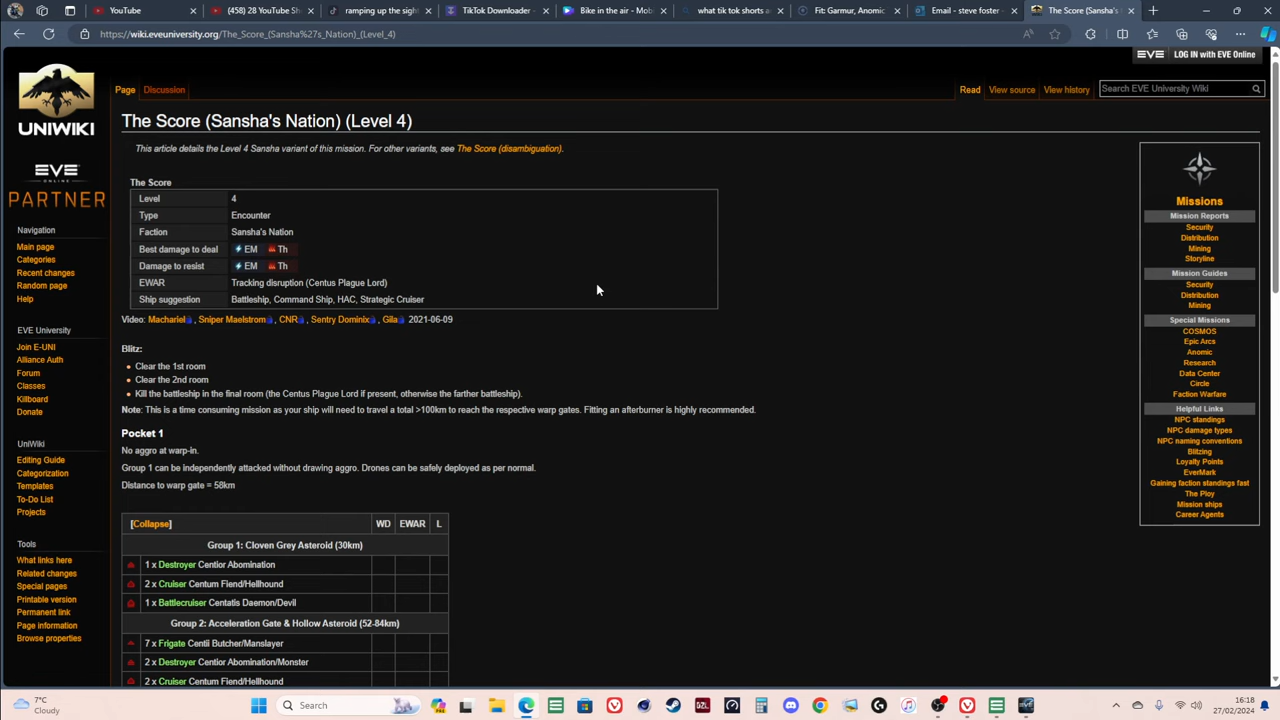 YouTube
(458) 28 YouTube Sh
ramping up the sight
TikTok Downloader -
Bike in the air - Mob
what tik tok shorts a
Fit: Garmur, Anomic
Email - steve foster -
The Score (Sansha's
https://wiki.eveuniversity.org/The_Score_(Sansha%27s_Nation)_(Level_4)
EVE LOG IN with EVE Online
Page Discussion Read View source View history Search EVE University Wiki
UNIWIKI
EVE ONLINE
PARTNER
Navigation
Main page
Categories
Recent changes
Random page
Help
EVE University
Join E-UNI
Alliance Auth
Forum
Classes
Killboard
Donate
UniWiki
Editing Guide
Categorization
Templates
To-Do List
Projects
Tools
What links here
Related changes
Special pages
Printable version
Permanent link
Page information
Browse properties
The Score (Sansha's Nation) (Level 4)
This article details the Level 4 Sansha variant of this mission. For other variants, see The Score (disambiguation).
The Score
Level 4
Type Encounter
Faction Sansha's Nation
Best damage to deal EM Th
Damage to resist EM Th
EWAR Tracking disruption (Centus Plague Lord)
Ship suggestion Battleship, Command Ship, HAC, Strategic Cruiser
Video: Machariel, Sniper Maelstrom, CNR, Sentry Dominix, Gila 2021-06-09
Blitz:
• Clear the 1st room
• Clear the 2nd room
• Kill the battleship in the final room (the Centus Plague Lord if present, otherwise the farther battleship).
Note: This is a time consuming mission as your ship will need to travel a total >100km to reach the respective warp gates. Fitting an afterburner is highly recommended.
Pocket 1
No aggro at warp-in.
Group 1 can be independently attacked without drawing aggro. Drones can be safely deployed as per normal.
Distance to warp gate = 58km
[Collapse] WD EWAR L
Group 1: Cloven Grey Asteroid (30km)
1 x Destroyer Centior Abomination
2 x Cruiser Centum Fiend/Hellhound
1 x Battlecruiser Centatis Daemon/Devil
Group 2: Acceleration Gate & Hollow Asteroid (52-84km)
7 x Frigate Centii Butcher/Manslayer
2 x Destroyer Centior Abomination/Monster
2 x Cruiser Centum Fiend/Hellhound
Missions
Mission Reports
Security
Distribution
Mining
Storyline
Mission Guides
Security
Distribution
Mining
Special Missions
COSMOS
Epic Arcs
Anomic
Research
Data Center
Circle
Faction Warfare
Helpful Links
NPC standings
NPC damage types
NPC naming conventions
Blitzing
Loyalty Points
EverMark
Gaining faction standings fast
The Ploy
Mission ships
Career Agents
7°C
Cloudy
Search
DZL
16:18
27/02/2024